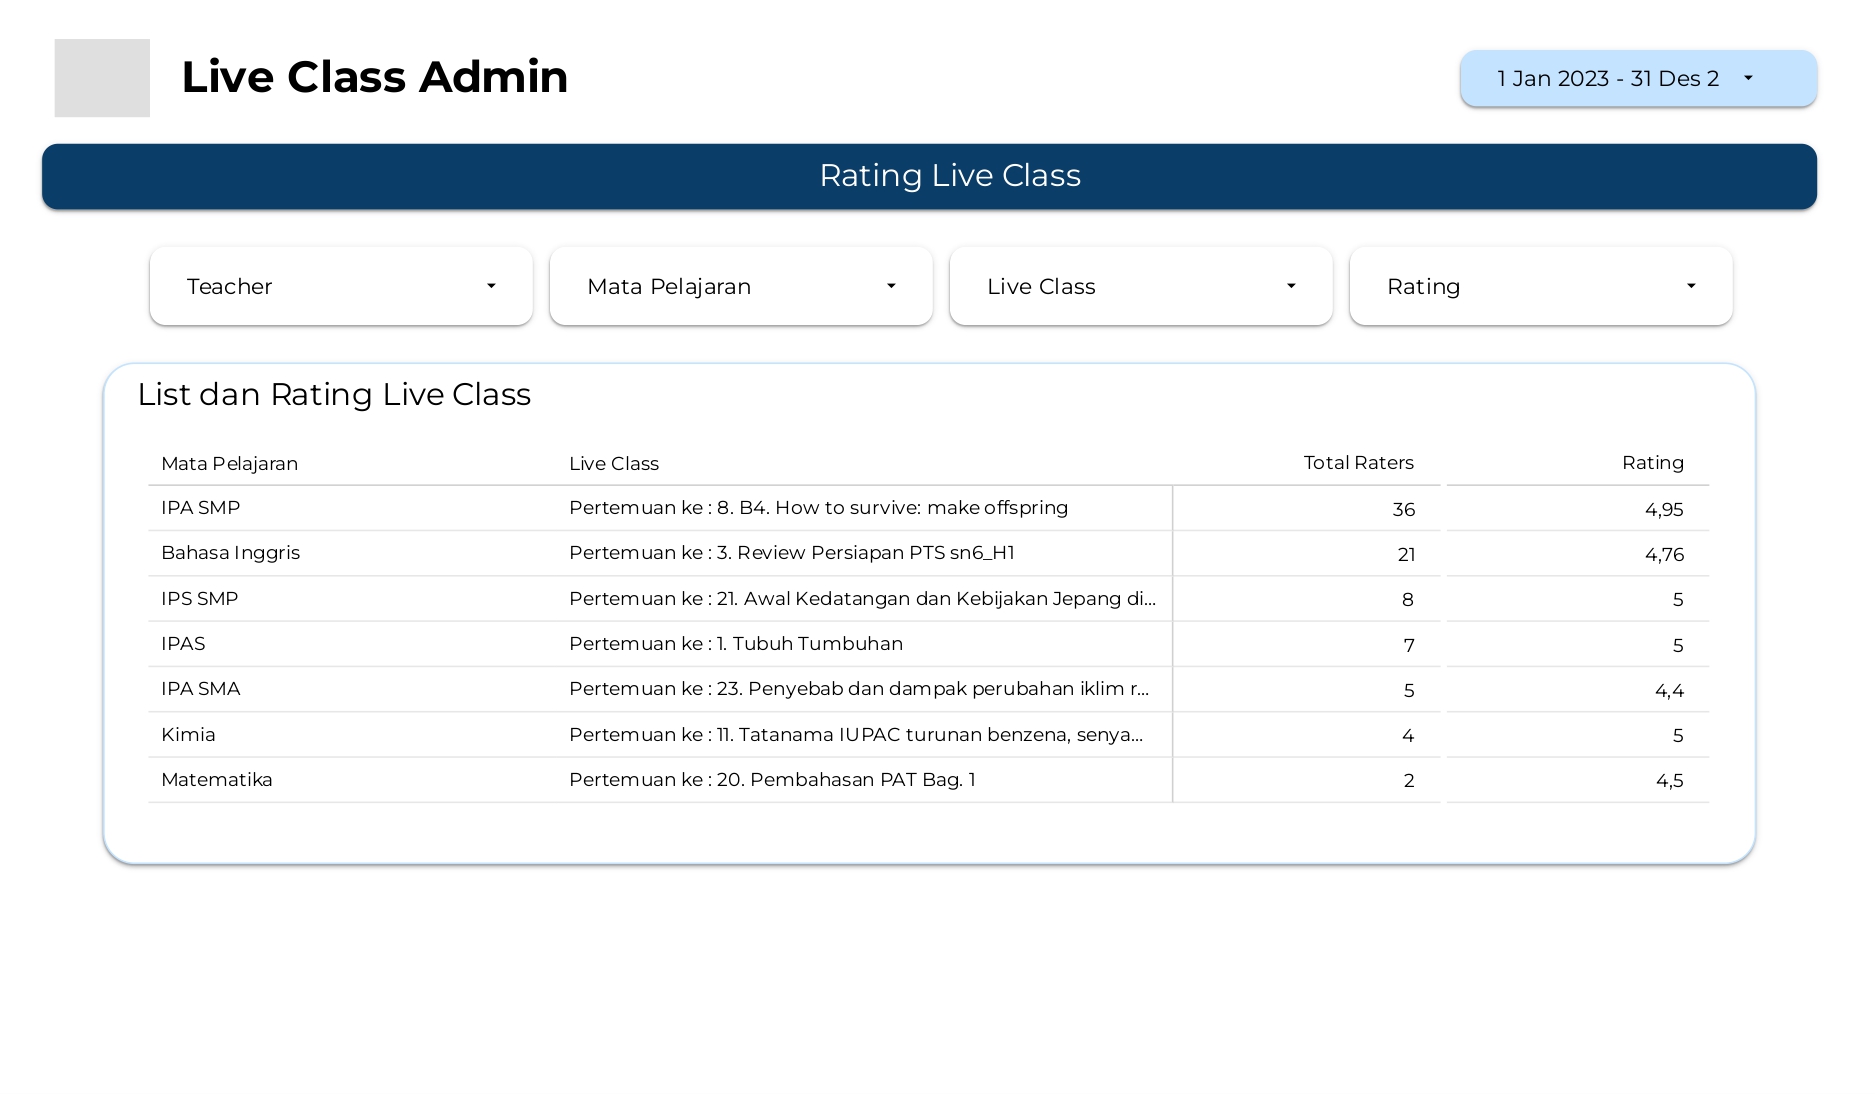 Live Class Admin
1 Jan 2023 - 31 Des 2
Rating Live Class
Teacher
Mata Pelajaran
Live Class
Rating
List dan Rating Live Class
Mata Pelajaran Live Class Total Raters Rating
IPA SMP Pertemuan ke : 8. B4. How to survive: make offspring 36 4,95
Bahasa Inggris Pertemuan ke : 3. Review Persiapan PTS sn6_H1 21 4,76
IPS SMP Pertemuan ke : 21. Awal Kedatangan dan Kebijakan Jepang di... 8 5
IPAS Pertemuan ke : 1. Tubuh Tumbuhan 7 5
IPA SMA Pertemuan ke : 23. Penyebab dan dampak perubahan iklim r... 5 4,4
Kimia Pertemuan ke : 11. Tatanama IUPAC turunan benzena, senya... 4 5
Matematika Pertemuan ke : 20. Pembahasan PAT Bag. 1 2 4,5